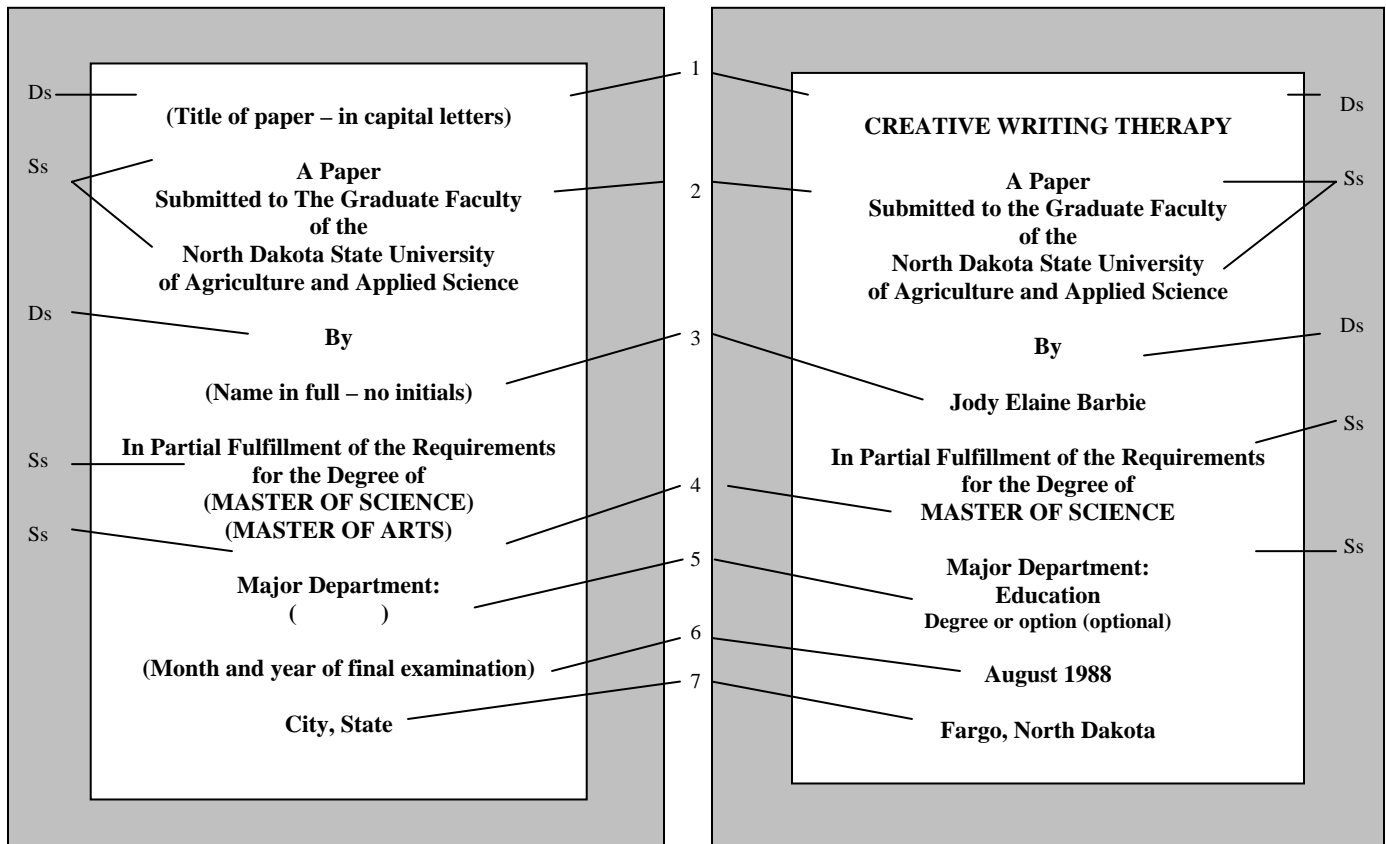 Ds
(Title of paper – in capital letters)
Ss
A Paper
Submitted to The Graduate Faculty
of the
North Dakota State University
of Agriculture and Applied Science
Ds
By
(Name in full – no initials)
In Partial Fulfillment of the Requirements
Ss
for the Degree of
(MASTER OF SCIENCE)
(MASTER OF ARTS)
Ss
Major Department:
( )
(Month and year of final examination)
City, State
1
2
3
4
5
6
7
CREATIVE WRITING THERAPY
Ds
A Paper
Ss
Submitted to the Graduate Faculty
of the
North Dakota State University
of Agriculture and Applied Science
Ds
By
Jody Elaine Barbie
Ss
In Partial Fulfillment of the Requirements
for the Degree of
MASTER OF SCIENCE
Ss
Major Department:
Education
Degree or option (optional)
August 1988
Fargo, North Dakota